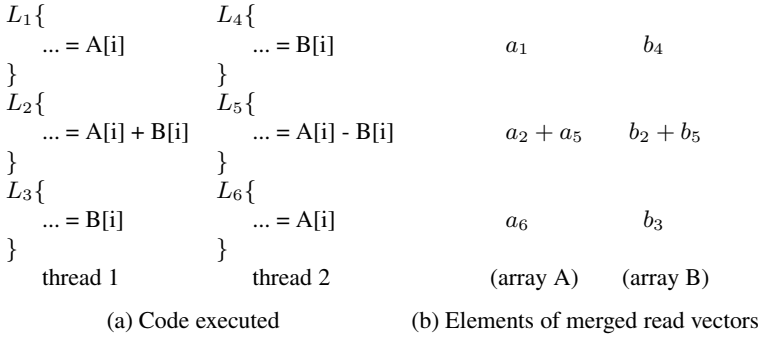 L₁{ L₄{
... = A[i] ... = B[i] a₁ b₄
} }
L₂{ L₅{
... = A[i] + B[i] ... = A[i] - B[i] a₂ + a₅ b₂ + b₅
} }
L₃{ L₆{
... = B[i] ... = A[i] a₆ b₃
} }
thread 1 thread 2 (array A) (array B)
(a) Code executed (b) Elements of merged read vectors